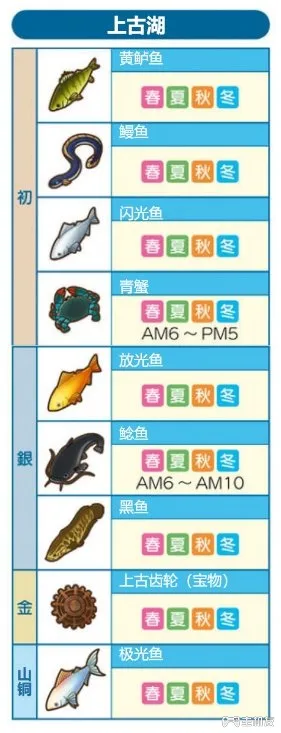 上古湖
初
黄鲈鱼
春夏秋冬
鳗鱼
春夏秋冬
闪光鱼
春夏秋冬
青蟹
春夏秋冬
AM6～PM5
銀
放光鱼
春夏秋冬
鲶鱼
春夏秋冬
AM6～AM10
黑鱼
春夏秋冬
金
上古齿轮（宝物）
春夏秋冬
山铜
极光鱼
春夏秋冬